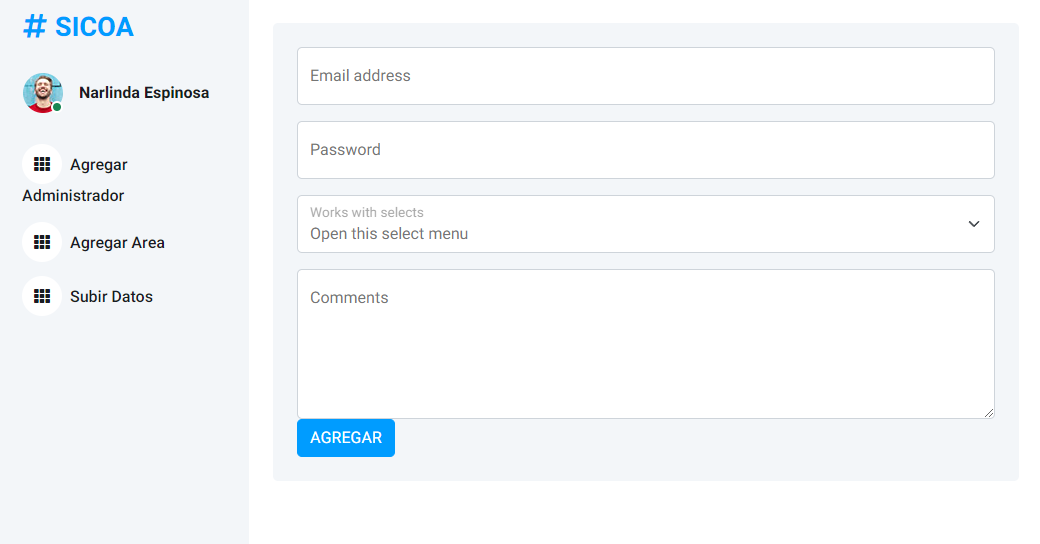 # SICOA
Narlinda Espinosa
Agregar
Administrador
Agregar Area
Subir Datos
Email address
Password
Works with selects
Open this select menu
Comments
AGREGAR